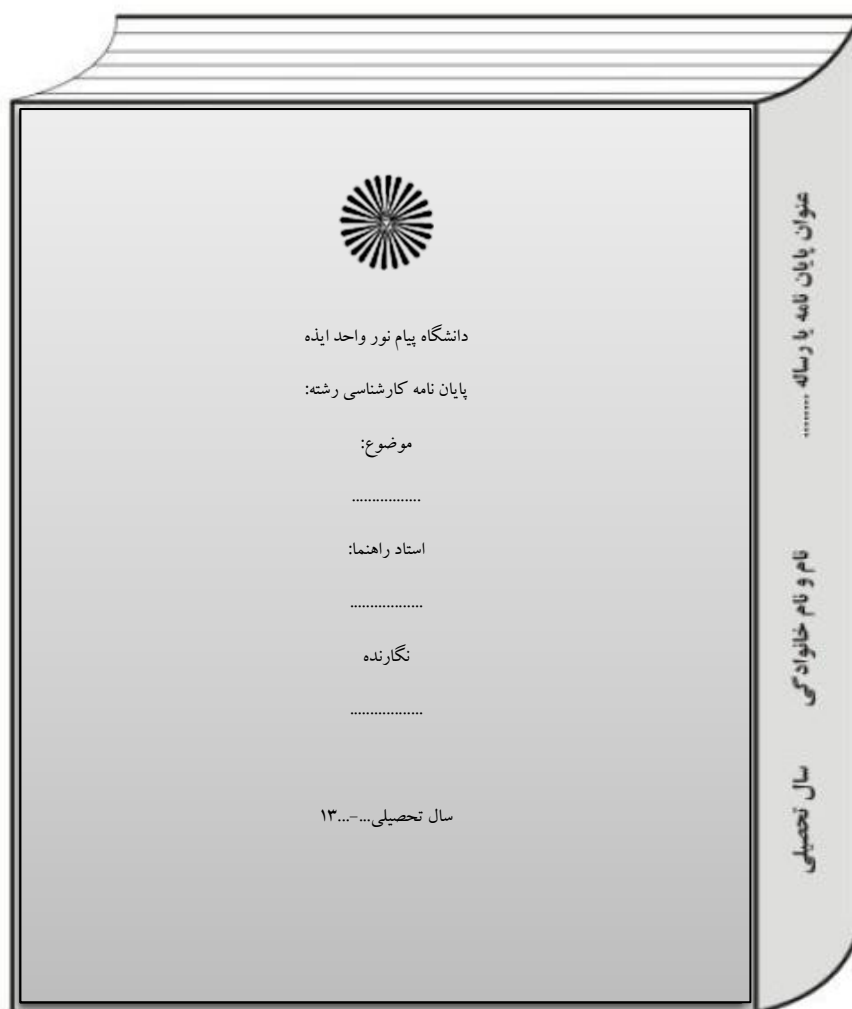 دانشگاه پیام نور واحد ایذه
پایان نامه کارشناسی رشته:
موضوع:
.................
استاد راهنما:
..................
نگارنده
..................
سال تحصیلی...-...۱۳
عنوان پایان نامه یا رساله ........
نام و نام خانوادگی
سال تحصیلی